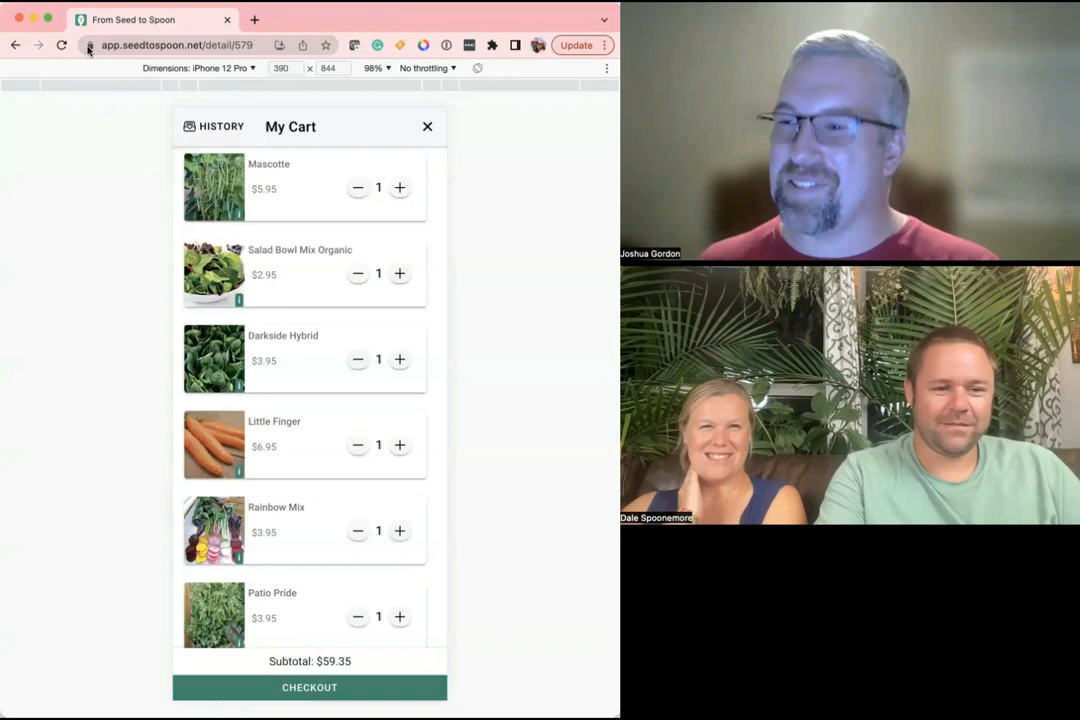 From Seed to Spoon
app.seedtospoon.net/detail/579
Update
Dimensions: iPhone 12 Pro 390 × 844 98% No throttling
HISTORY My Cart
Mascotte
$5.95
1
Salad Bowl Mix Organic
$2.95
1
Darkside Hybrid
$3.95
1
Little Finger
$6.95
1
Rainbow Mix
$3.95
1
Patio Pride
$3.95
1
Subtotal: $59.35
CHECKOUT
Joshua Gordon
Dale Spoonemore